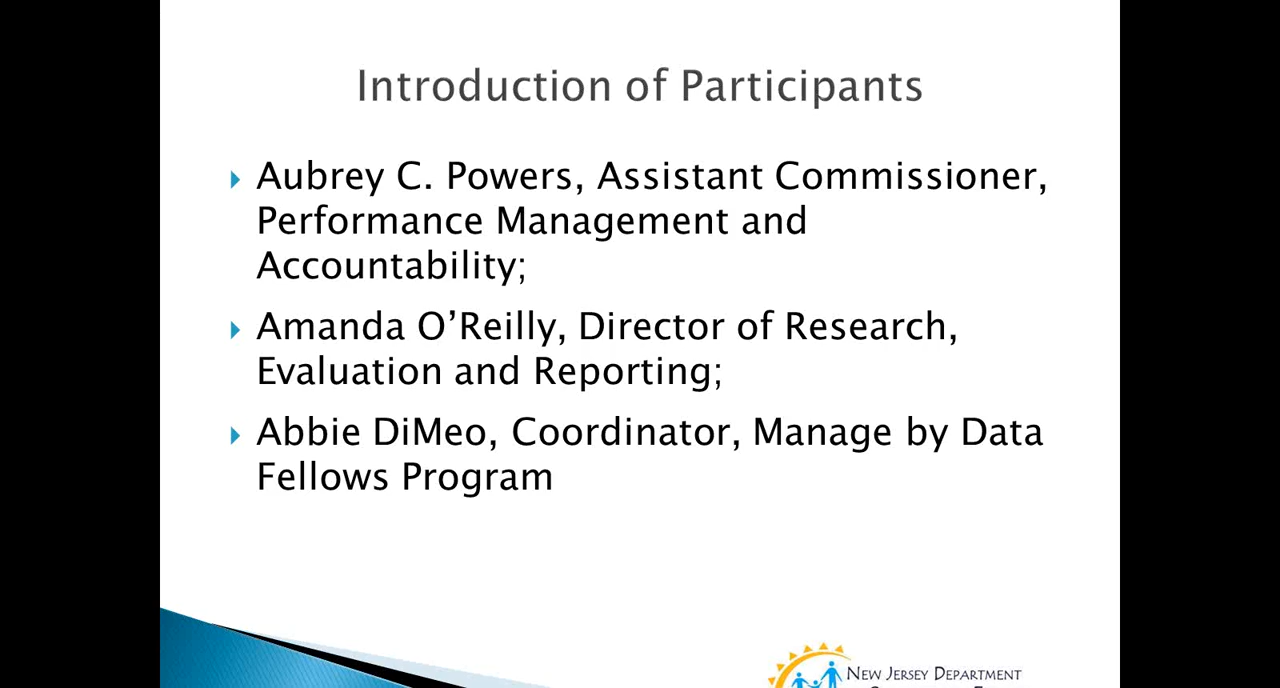 Introduction of Participants
Aubrey C. Powers, Assistant Commissioner,
Performance Management and
Accountability;
Amanda O’Reilly, Director of Research,
Evaluation and Reporting;
Abbie DiMeo, Coordinator, Manage by Data
Fellows Program
NEW JERSEY DEPARTMENT